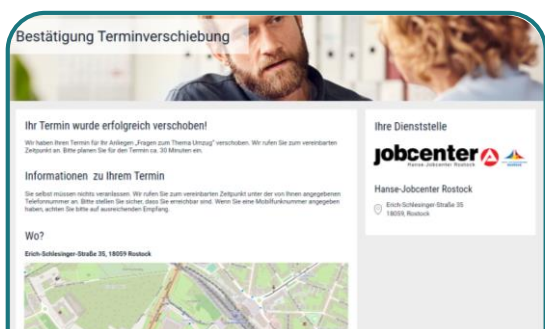 Bestätigung Terminverschiebung
Ihr Termin wurde erfolgreich verschoben!
Wir haben Ihren Termin für Ihr Anliegen „Fragen zum Thema Umzug" verschoben. Wir rufen Sie zum vereinbarten
Zeitpunkt an. Bitte planen Sie für den Termin ca. 30 Minuten ein.
Informationen zu Ihrem Termin
Sie selbst müssen nichts veranlassen. Wir rufen Sie zum vereinbarten Zeitpunkt unter der von Ihnen angegebenen
Telefonnummer an. Bitte stellen Sie sicher, dass Sie erreichbar sind. Wenn Sie eine Mobilfunknummer angegeben
haben, achten Sie bitte auf ausreichenden Empfang.
Wo?
Erich-Schlesinger-Straße 35, 18059 Rostock
Ihre Dienststelle
jobcenter
Hanse Jobcenter Rostock
Hanse-Jobcenter Rostock
Erich-Schlesinger-Straße 35
18059, Rostock